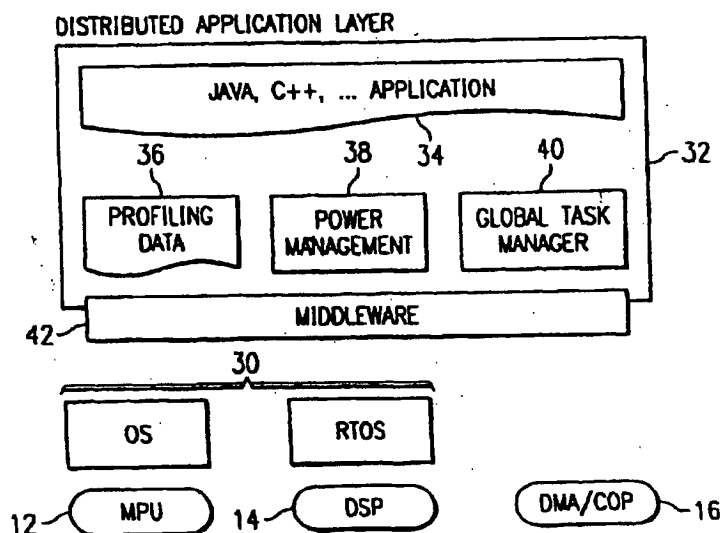 DISTRIBUTED APPLICATION LAYER
JAVA, C++, ... APPLICATION
36
38
34
40
32
PROFILING
DATA
POWER
MANAGEMENT
GLOBAL TASK
MANAGER
42
MIDDLEWARE
30
OS
RTOS
12
MPU
14
DSP
DMA/COP
16